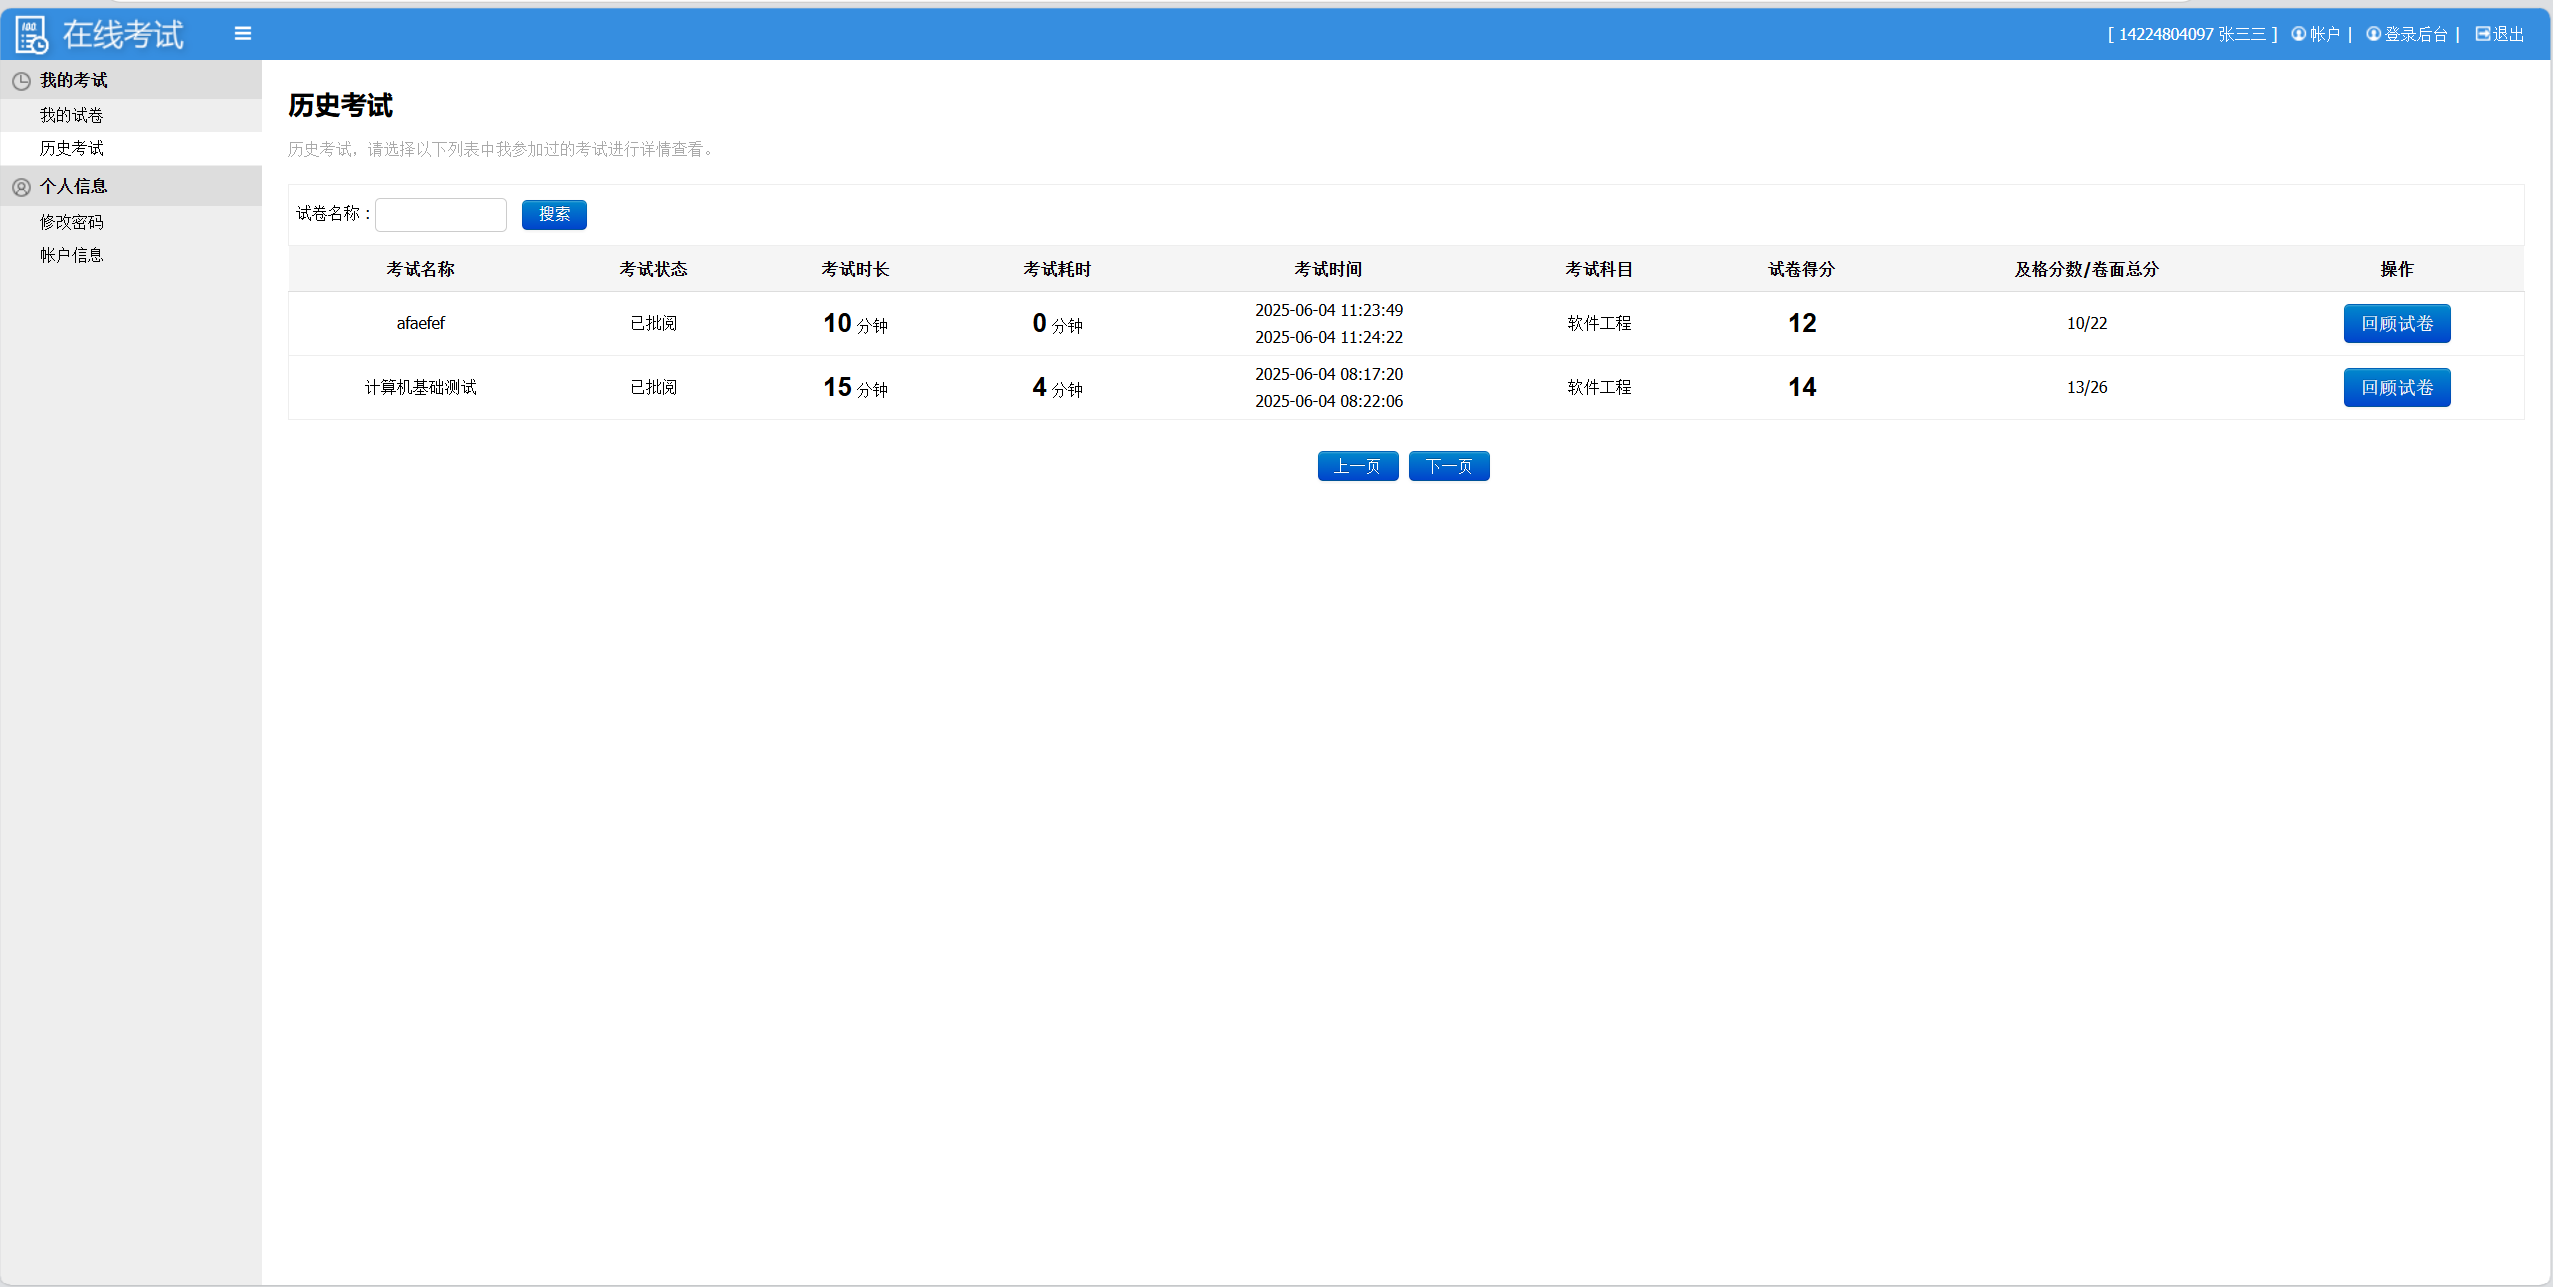 在线考试
[ 14224804097 张三三 ] 帐户 | 登录后台 | 退出
我的考试
我的试卷
历史考试
个人信息
修改密码
帐户信息
历史考试
历史考试，请选择以下列表中我参加过的考试进行详情查看。
试卷名称： 搜索
考试名称 考试状态 考试时长 考试耗时 考试时间 考试科目 试卷得分 及格分数/卷面总分 操作
afaefef 已批阅 10 分钟 0 分钟 2025-06-04 11:23:49 软件工程 12 10/22 回顾试卷
2025-06-04 11:24:22
计算机基础测试 已批阅 15 分钟 4 分钟 2025-06-04 08:17:20 软件工程 14 13/26 回顾试卷
2025-06-04 08:22:06
上一页 下一页